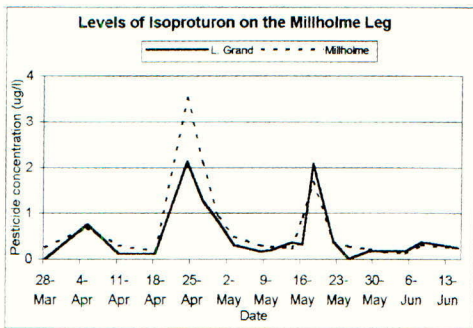 Levels of Isoproturon on the Millholme Leg
L. Grand Millholme
Pesticide concentration (ug/l)
4
3
2
1
0
28- 4- 11- 18- 25- 2- 9- 16- 23- 30- 6- 13-
Mar Apr Apr Apr Apr May May May May May Jun Jun
Date